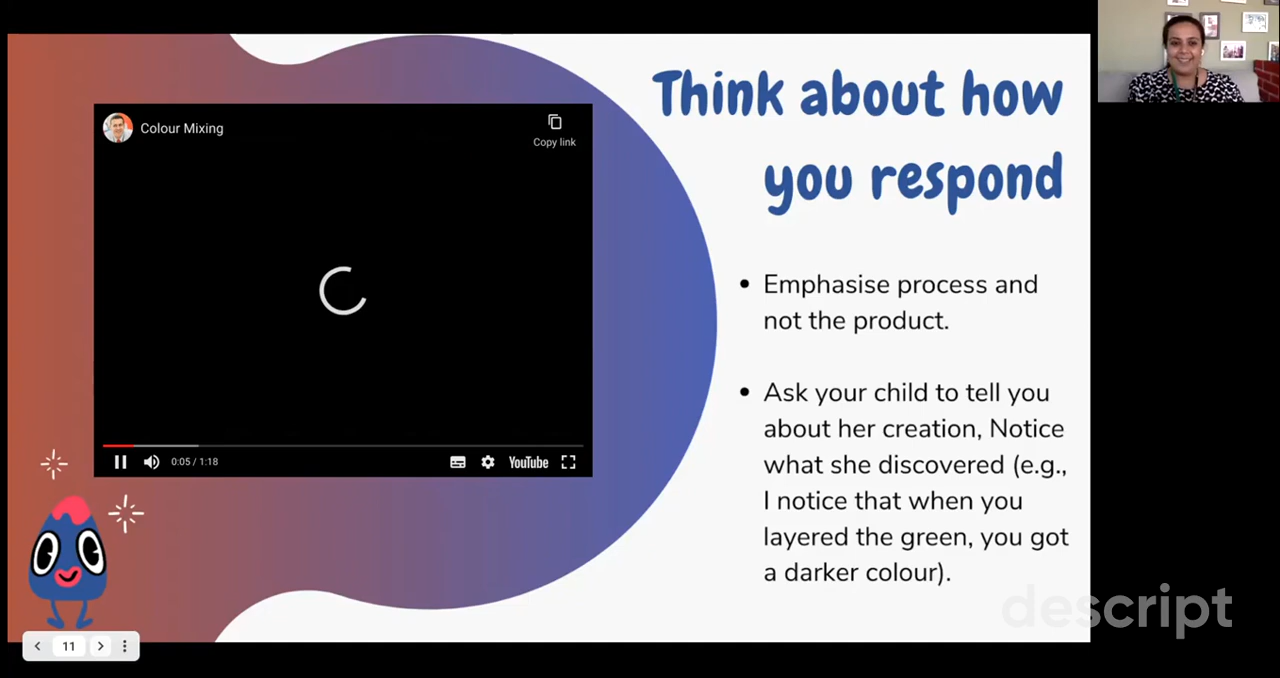 Colour Mixing
Copy link
0:05 / 1:18
YouTube
Think about how
you respond
• Emphasise process and
not the product.
• Ask your child to tell you
about her creation, Notice
what she discovered (e.g.,
I notice that when you
layered the green, you got
a darker colour).
descript
11